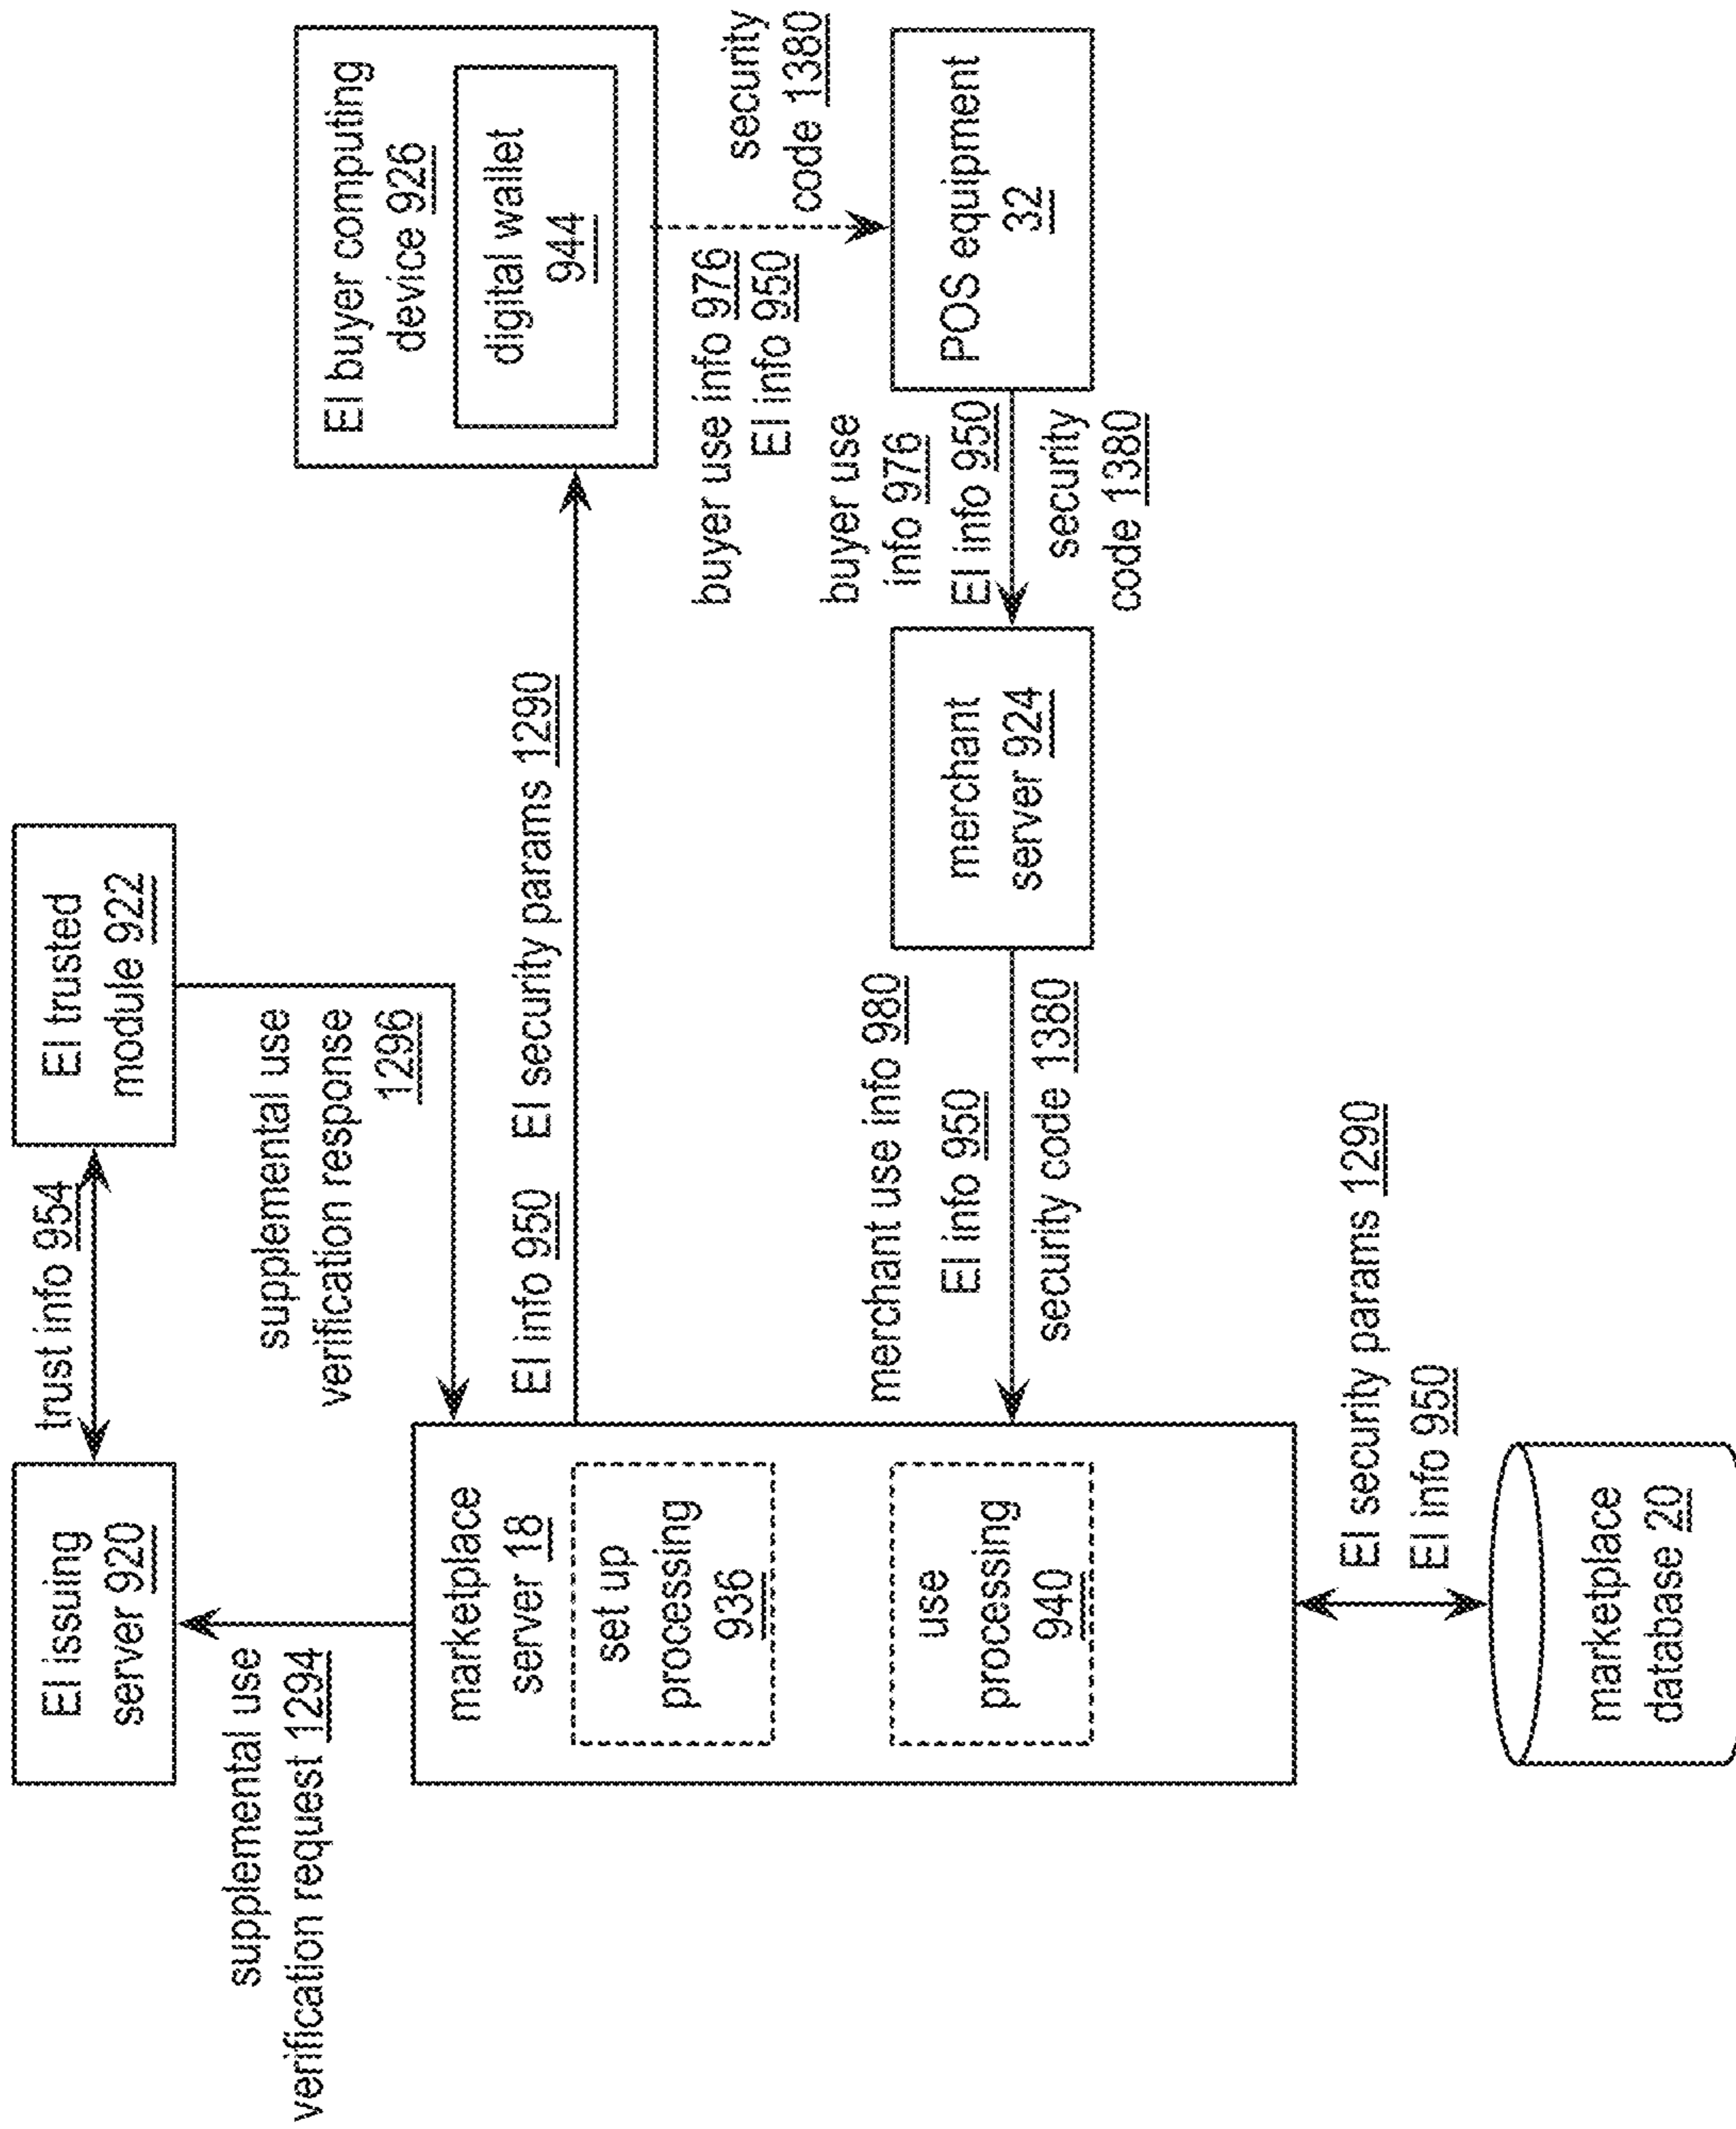 EI issuing
server 920
trust info 954
EI trusted
module 922
supplemental use
verification request 1294
supplemental use
verification response
1296
marketplace
server 18
set up
processing
936
use
processing
940
EI info 950 EI security params 1290
EI buyer computing
device 926
digital wallet
944
buyer use info 976
EI info 950
security
code 1380
POS equipment
32
buyer use
info 976
EI info 950
security
code 1380
merchant
server 924
merchant use info 980
EI info 950
security code 1380
EI security params 1290
EI info 950
marketplace
database 20